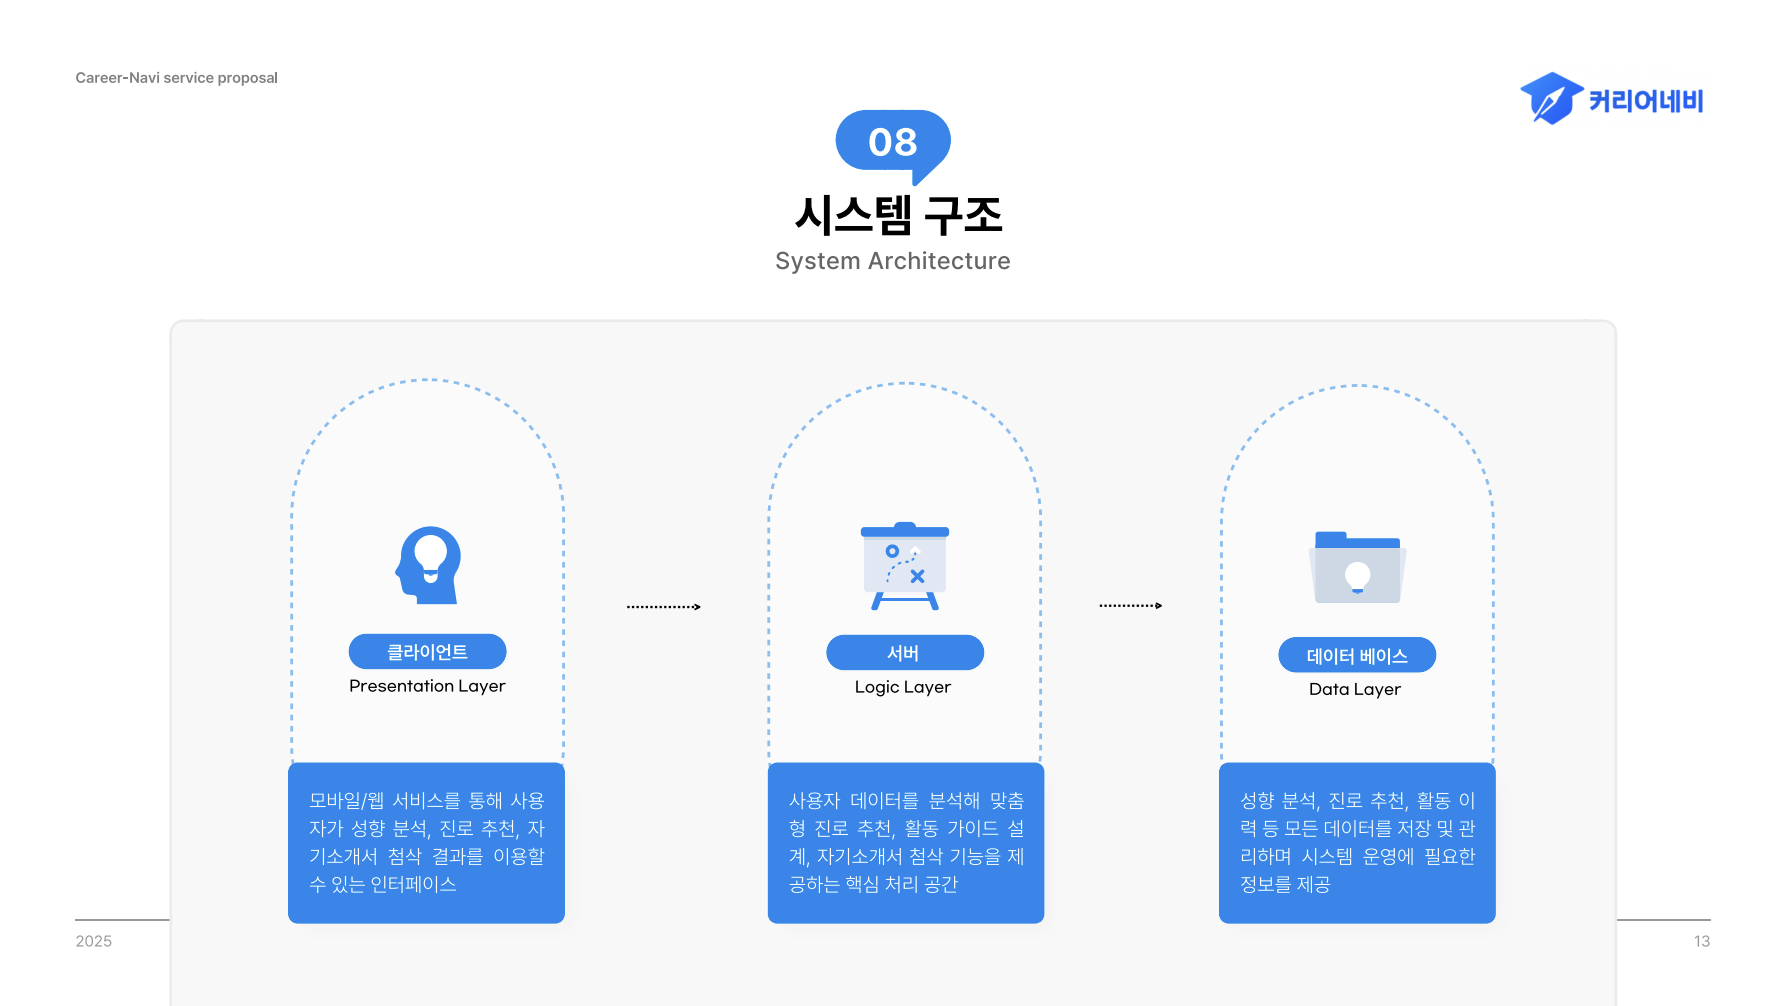 Career-Navi service proposal
커리어네비
08
시스템 구조
System Architecture
클라이언트
Presentation Layer
모바일/웹 서비스를 통해 사용
자가 성향 분석, 진로 추천, 자
기소개서 첨삭 결과를 이용할
수 있는 인터페이스
서버
Logic Layer
사용자 데이터를 분석해 맞춤
형 진로 추천, 활동 가이드 설
계, 자기소개서 첨삭 기능을 제
공하는 핵심 처리 공간
데이터 베이스
Data Layer
성향 분석, 진로 추천, 활동 이
력 등 모든 데이터를 저장 및 관
리하며 시스템 운영에 필요한
정보를 제공
2025
13